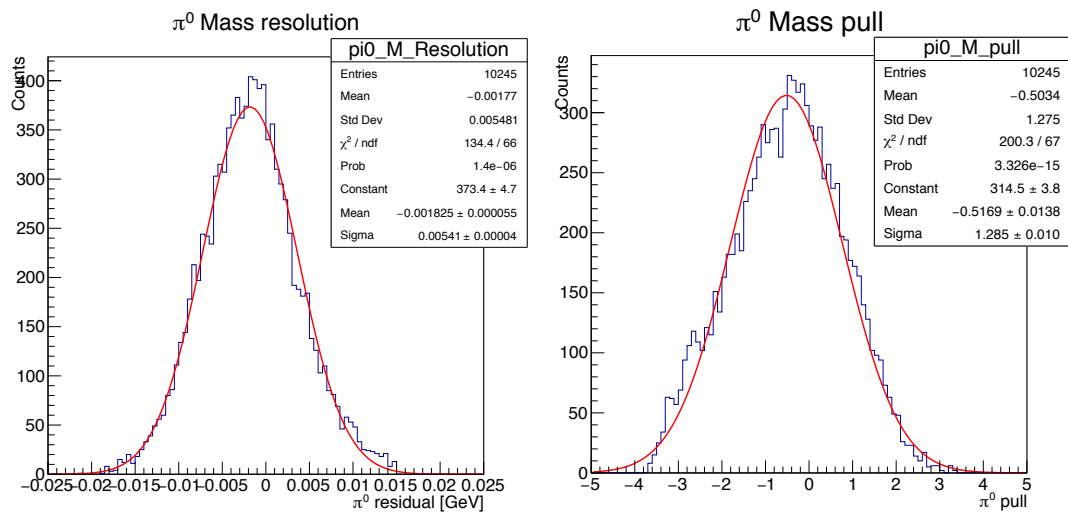 π⁰ Mass resolution
Counts
400
350
300
250
200
150
100
50
0
−0.025 −0.02 −0.015 −0.01 −0.005 0 0.005 0.01 0.015 0.02 0.025
π⁰ residual [GeV]
pi0_M_Resolution
Entries 10245
Mean −0.00177
Std Dev 0.005481
χ² / ndf 134.4 / 66
Prob 1.4e−06
Constant 373.4 ± 4.7
Mean −0.001825 ± 0.000055
Sigma 0.00541 ± 0.00004
π⁰ Mass pull
Counts
300
250
200
150
100
50
0
−5 −4 −3 −2 −1 0 1 2 3 4 5
π⁰ pull
pi0_M_pull
Entries 10245
Mean −0.5034
Std Dev 1.275
χ² / ndf 200.3 / 67
Prob 3.326e−15
Constant 314.5 ± 3.8
Mean −0.5169 ± 0.0138
Sigma 1.285 ± 0.010